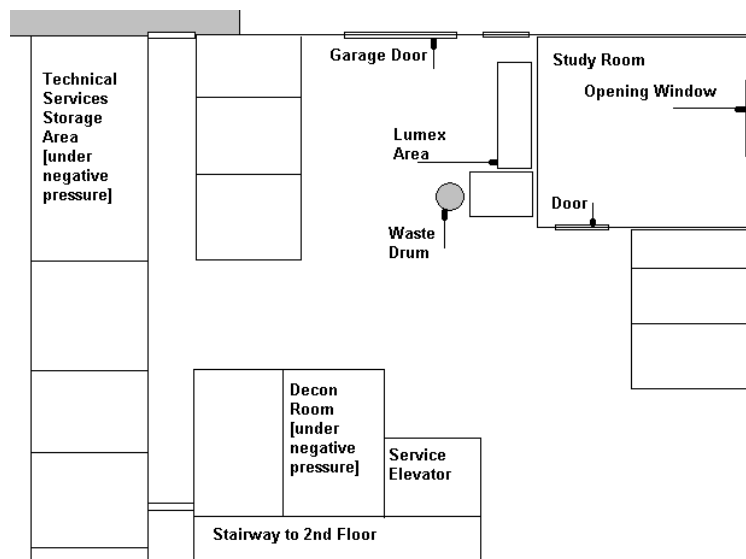 Technical
Services
Storage
Area
[under
negative
pressure]
Garage Door
Study Room
Opening Window
Lumex
Area
Waste
Drum
Door
Decon
Room
[under
negative
pressure]
Service
Elevator
Stairway to 2nd Floor